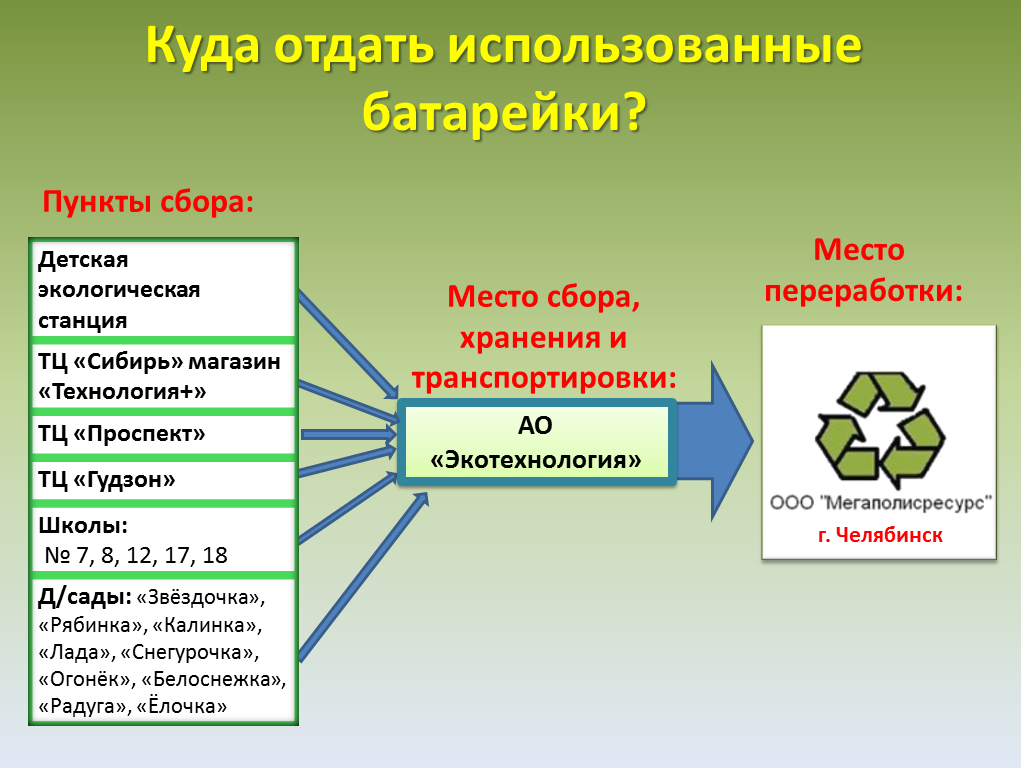 Куда отдать использованные
батарейки?
Пункты сбора:
Детская
экологическая
станция
ТЦ «Сибирь» магазин
«Технология+»
ТЦ «Проспект»
ТЦ «Гудзон»
Школы:
№ 7, 8, 12, 17, 18
Д/сады: «Звёздочка»,
«Рябинка», «Калинка»,
«Лада», «Снегурочка»,
«Огонёк», «Белоснежка»,
«Радуга», «Ёлочка»
Место сбора,
хранения и
транспортировки:
АО
«Экотехнология»
Место
переработки:
ООО "Мегаполисресурс"
г. Челябинск